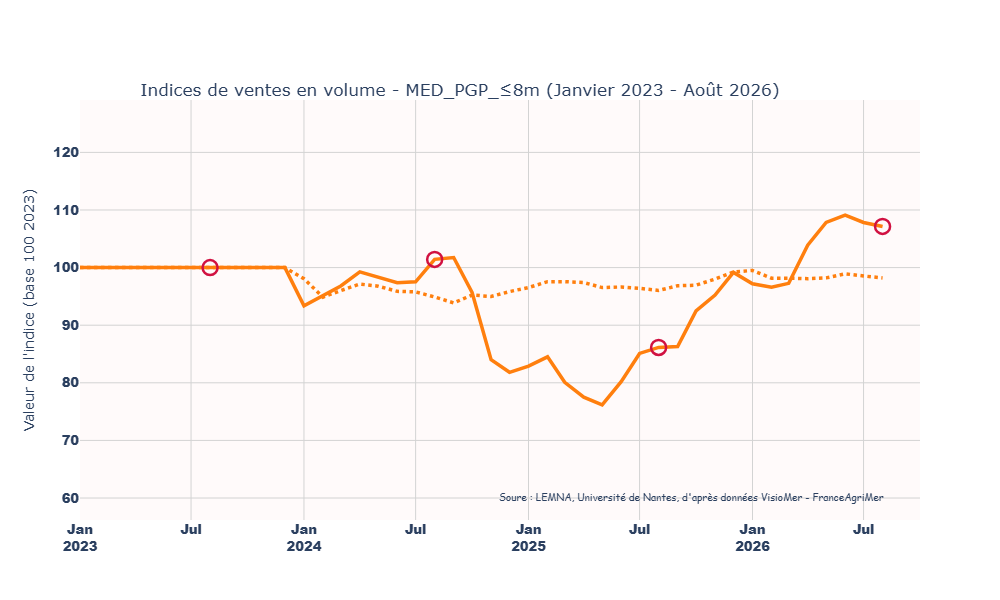 Indices de ventes en volume - MED_PGP_≤8m (Janvier 2023 - Août 2026)
Valeur de l'indice (base 100 2023)
120
110
100
90
80
70
60
Soure : LEMNA, Université de Nantes, d'après données VisioMer - FranceAgriMer
Jan Jul Jan Jul Jan Jul Jan Jul
2023 2024 2025 2026